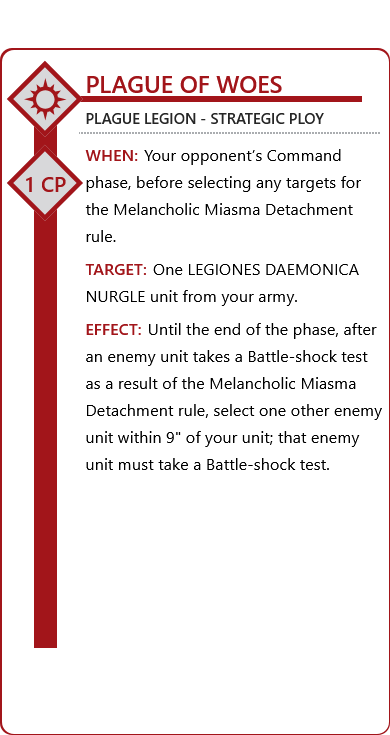 PLAGUE OF WOES
PLAGUE LEGION - STRATEGIC PLOY
1 CP
WHEN: Your opponent’s Command
phase, before selecting any targets for
the Melancholic Miasma Detachment
rule.
TARGET: One LEGIONES DAEMONICA
NURGLE unit from your army.
EFFECT: Until the end of the phase, after
an enemy unit takes a Battle-shock test
as a result of the Melancholic Miasma
Detachment rule, select one other enemy
unit within 9" of your unit; that enemy
unit must take a Battle-shock test.